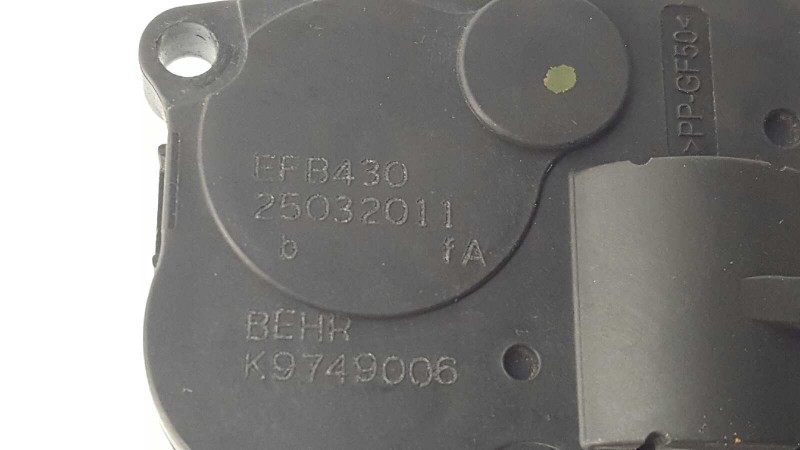 EFB430
25032011
b fA
BEHR
K9749006
>PP-GF50<